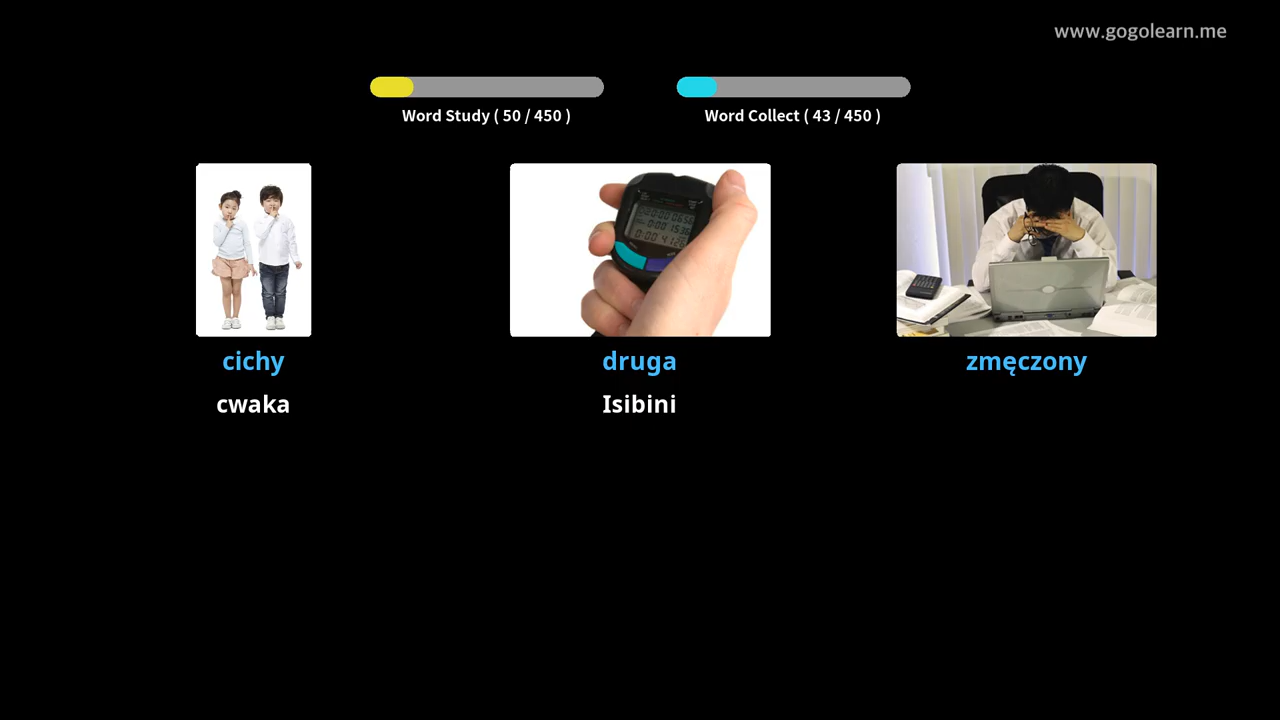 www.gogolearn.me
Word Study ( 50 / 450 )
Word Collect ( 43 / 450 )
cichy
druga
zmęczony
cwaka
Isibini